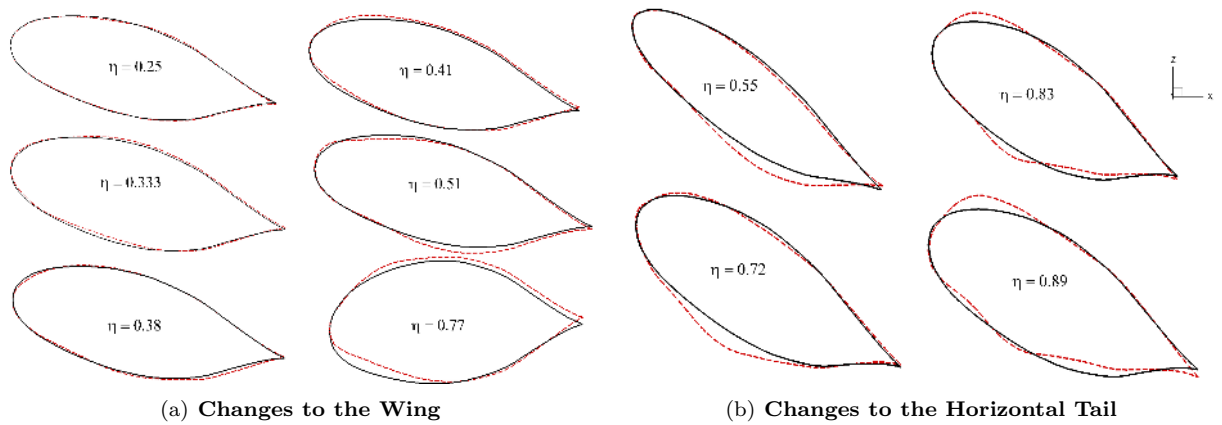 η = 0.25
η = 0.41
η = 0.333
η = 0.51
η = 0.38
η = 0.77
(a) Changes to the Wing
η = 0.55
η = 0.83
z
x
η = 0.72
η = 0.89
(b) Changes to the Horizontal Tail